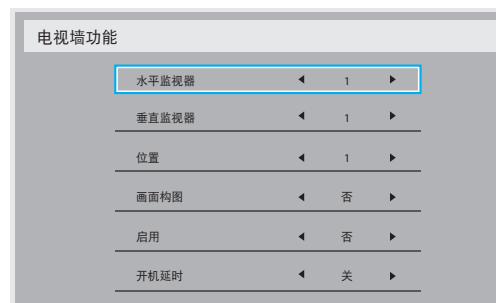 电视墙功能
水平监视器 1
垂直监视器 1
位置 1
画面构图 否
启用 否
开机延时 关